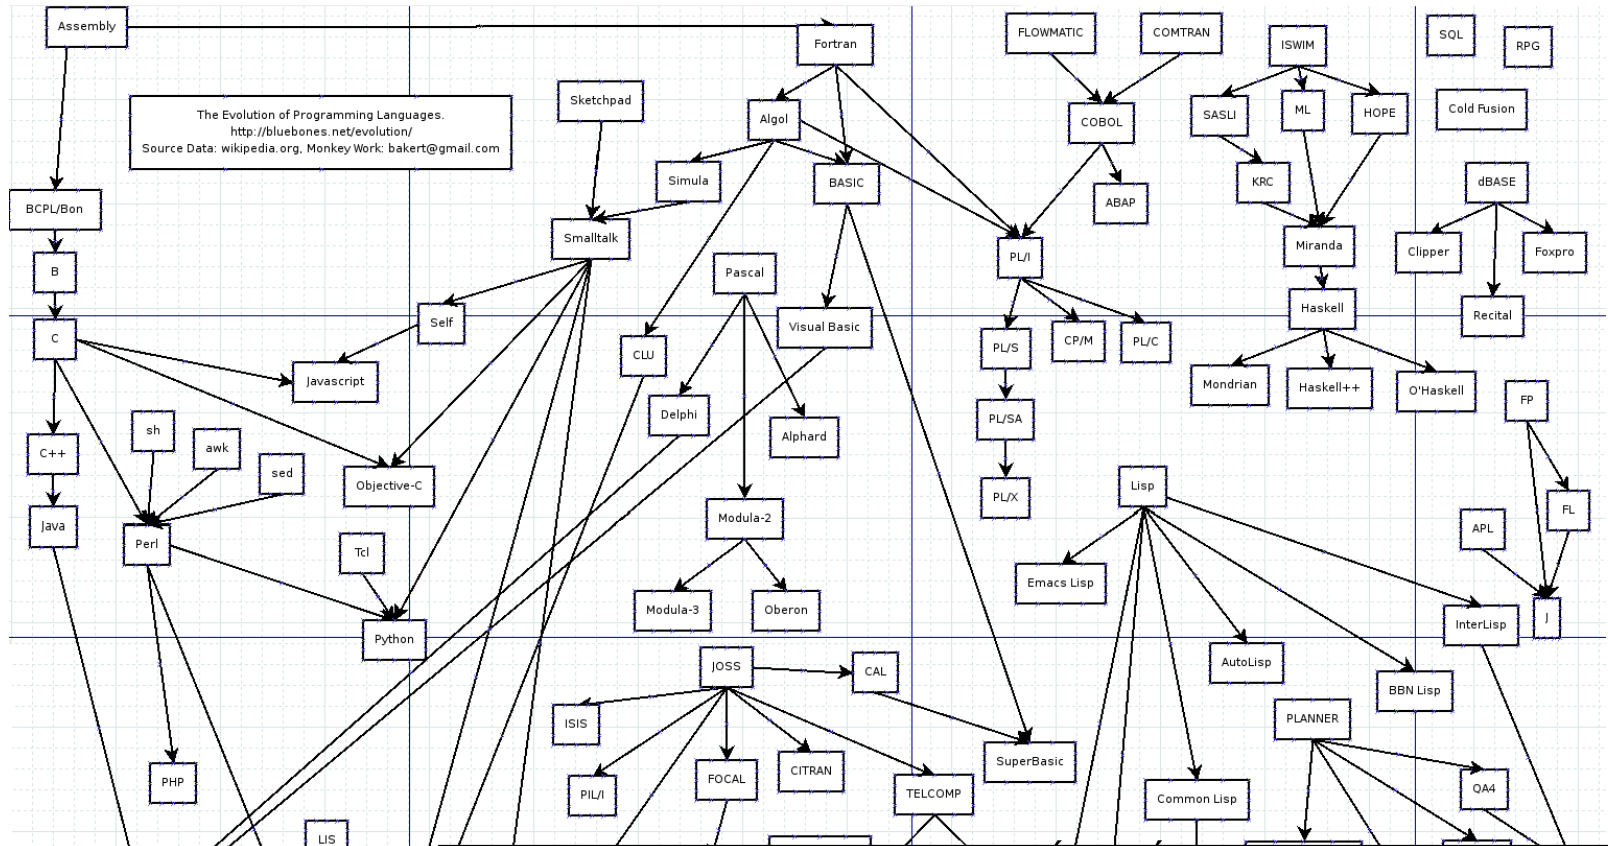 Assembly
Fortran
FLOWMATIC
COMTRAN
ISWIM
SQL
RPG
The Evolution of Programming Languages.
http://bluebones.net/evolution/
Source Data: wikipedia.org, Monkey Work: bakert@gmail.com
Sketchpad
Algol
COBOL
SASLI
ML
HOPE
Cold Fusion
Simula
BASIC
ABAP
KRC
dBASE
BCPL/Bon
Smalltalk
Miranda
Clipper
Foxpro
B
Pascal
PL/I
Haskell
Recital
C
Self
Visual Basic
CLU
PL/S
CP/M
PL/C
Javascript
Mondrian
Haskell++
O'Haskell
Delphi
Alphard
PL/SA
FP
sh
awk
sed
C++
Objective-C
PL/X
Lisp
Java
Perl
Tcl
Modula-2
APL
FL
Emacs Lisp
Modula-3
Oberon
InterLisp
J
Python
JOSS
CAL
AutoLisp
BBN Lisp
ISIS
PLANNER
SuperBasic
PHP
PIL/I
FOCAL
CITRAN
TELCOMP
Common Lisp
QA4
LIS